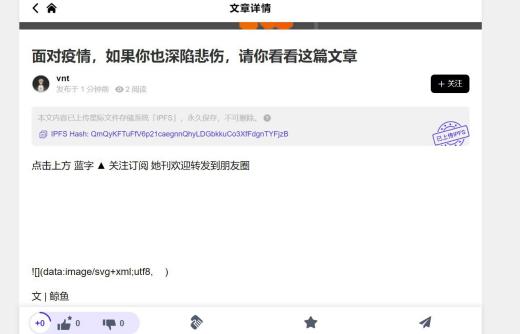 文章详情
面对疫情，如果你也深陷悲伤，请你看看这篇文章
vnt
发布于 1 分钟前 2 阅读
+ 关注
本文内容已上传星际文件存储系统「IPFS」，永久保存，不可删除。
IPFS Hash: QmQyKFTuFfV6p21caegnnQhyLDGbkkuCo3XfFdgnTYFjzB
已上传IPFS
点击上方 蓝字 ▲ 关注订阅 她刊欢迎转发到朋友圈
![](data:image/svg+xml;utf8, )
文 | 鲸鱼
+0 0 0